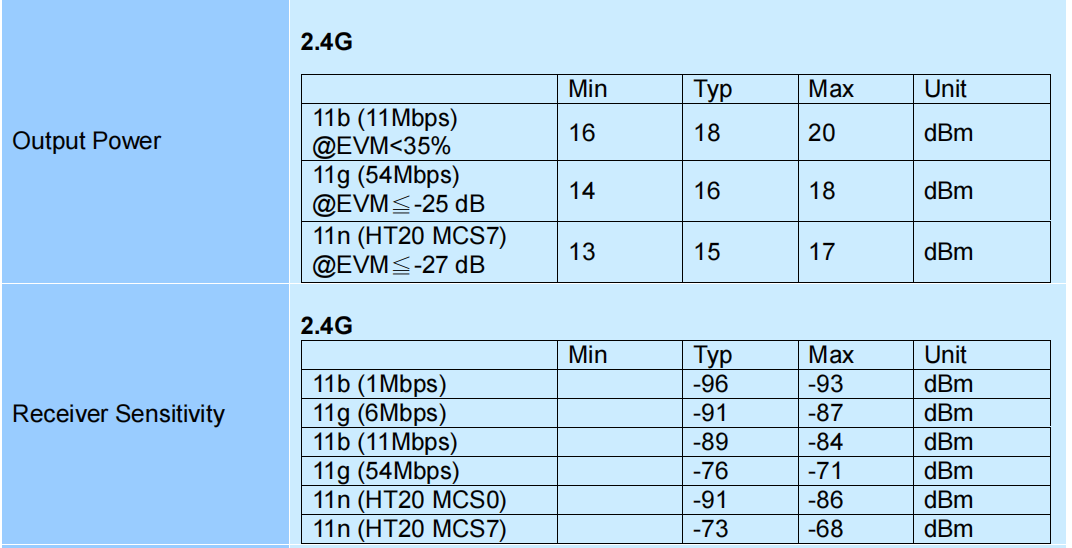 Output Power
2.4G
Min Typ Max Unit
11b (11Mbps)
@EVM<35%
16 18 20 dBm
11g (54Mbps)
@EVM≦-25 dB
14 16 18 dBm
11n (HT20 MCS7)
@EVM≦-27 dB
13 15 17 dBm
Receiver Sensitivity
2.4G
Min Typ Max Unit
11b (1Mbps) -96 -93 dBm
11g (6Mbps) -91 -87 dBm
11b (11Mbps) -89 -84 dBm
11g (54Mbps) -76 -71 dBm
11n (HT20 MCS0) -91 -86 dBm
11n (HT20 MCS7) -73 -68 dBm